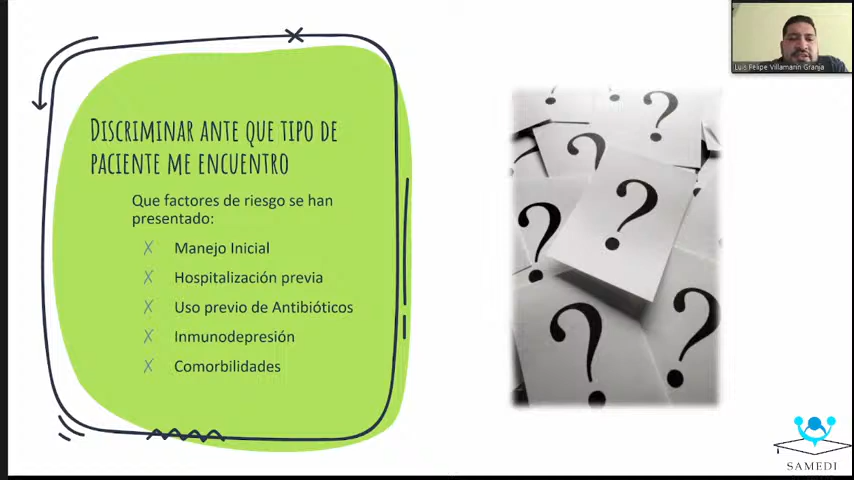 Luis Felipe Villamarin Granja
DISCRIMINAR ANTE QUE TIPO DE
PACIENTE ME ENCUENTRO
Que factores de riesgo se han
presentado:
Manejo Inicial
Hospitalización previa
Uso previo de Antibióticos
Inmunodepresión
Comorbilidades
? ? ? ? ? ? ?
SAMEDI